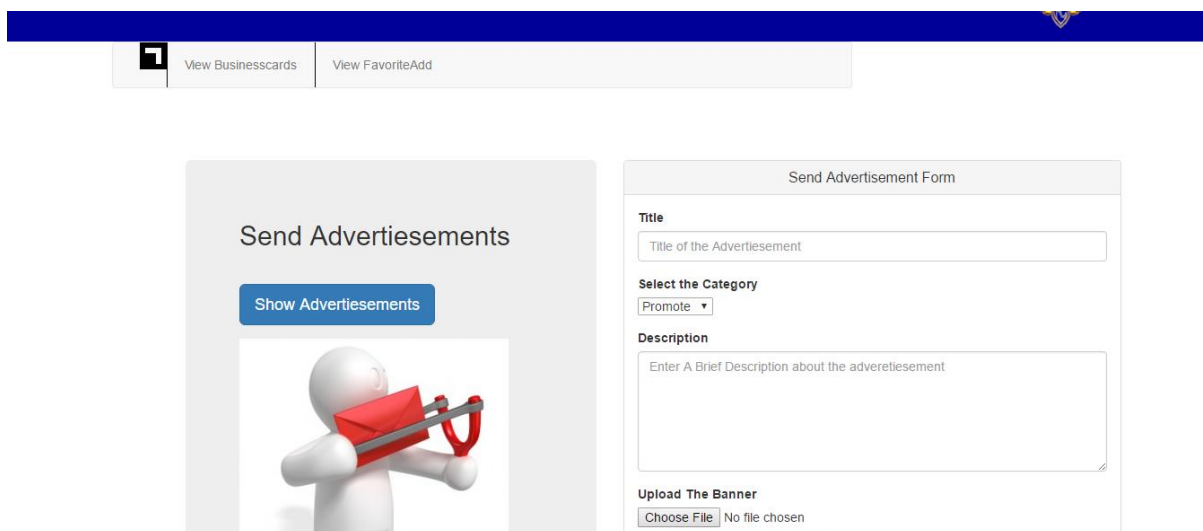 View Businesscards
View FavoriteAdd
Send Advertiesements
Show Advertiesements
Send Advertisement Form
Title
Title of the Advertiesement
Select the Category
Promote
Description
Enter A Brief Description about the adveretiesement
Upload The Banner
Choose File No file chosen